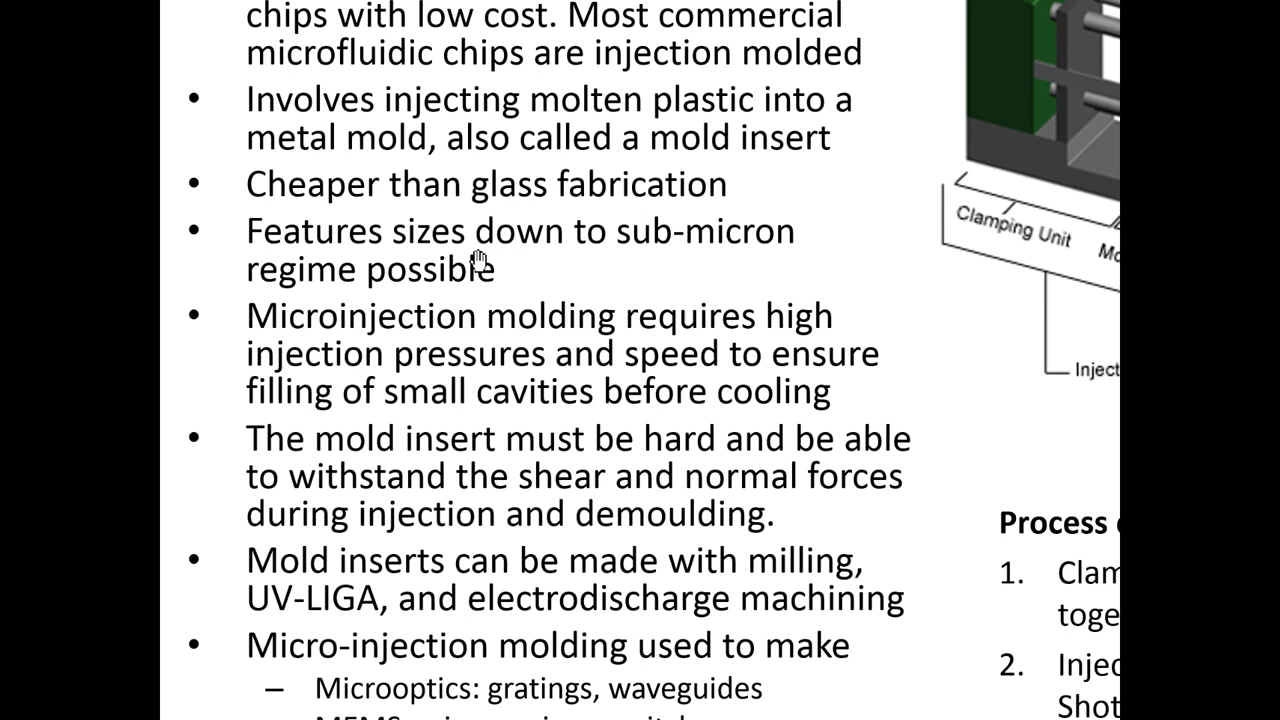 chips with low cost. Most commercial
microfluidic chips are injection molded
• Involves injecting molten plastic into a
metal mold, also called a mold insert
• Cheaper than glass fabrication
• Features sizes down to sub-micron
regime possible
• Microinjection molding requires high
injection pressures and speed to ensure
filling of small cavities before cooling
• The mold insert must be hard and be able
to withstand the shear and normal forces
during injection and demoulding.
• Mold inserts can be made with milling,
UV-LIGA, and electrodischarge machining
• Micro-injection molding used to make
– Microoptics: gratings, waveguides
Clamping Unit
Process
1.
2.